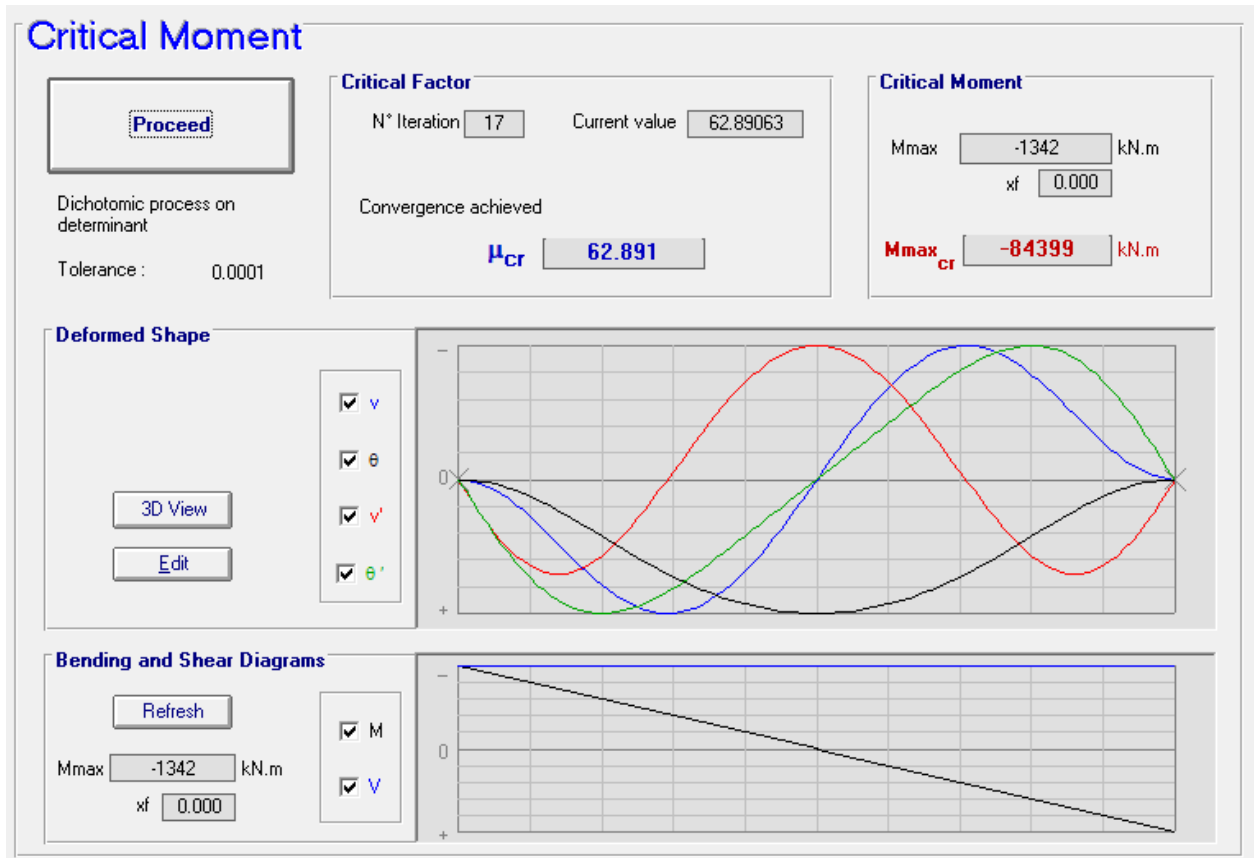 Critical Moment
Proceed
Dichotomic process on
determinant
Tolerance : 0.0001
Critical Factor
N° Iteration 17 Current value 62.89063
Convergence achieved
μcr 62.891
Critical Moment
Mmax -1342 kN.m
xf 0.000
Mmax cr -84399 kN.m
Deformed Shape
v
θ
v'
θ '
3D View
Edit
−
0
+
Bending and Shear Diagrams
Refresh
Mmax -1342 kN.m
xf 0.000
M
V
−
0
+